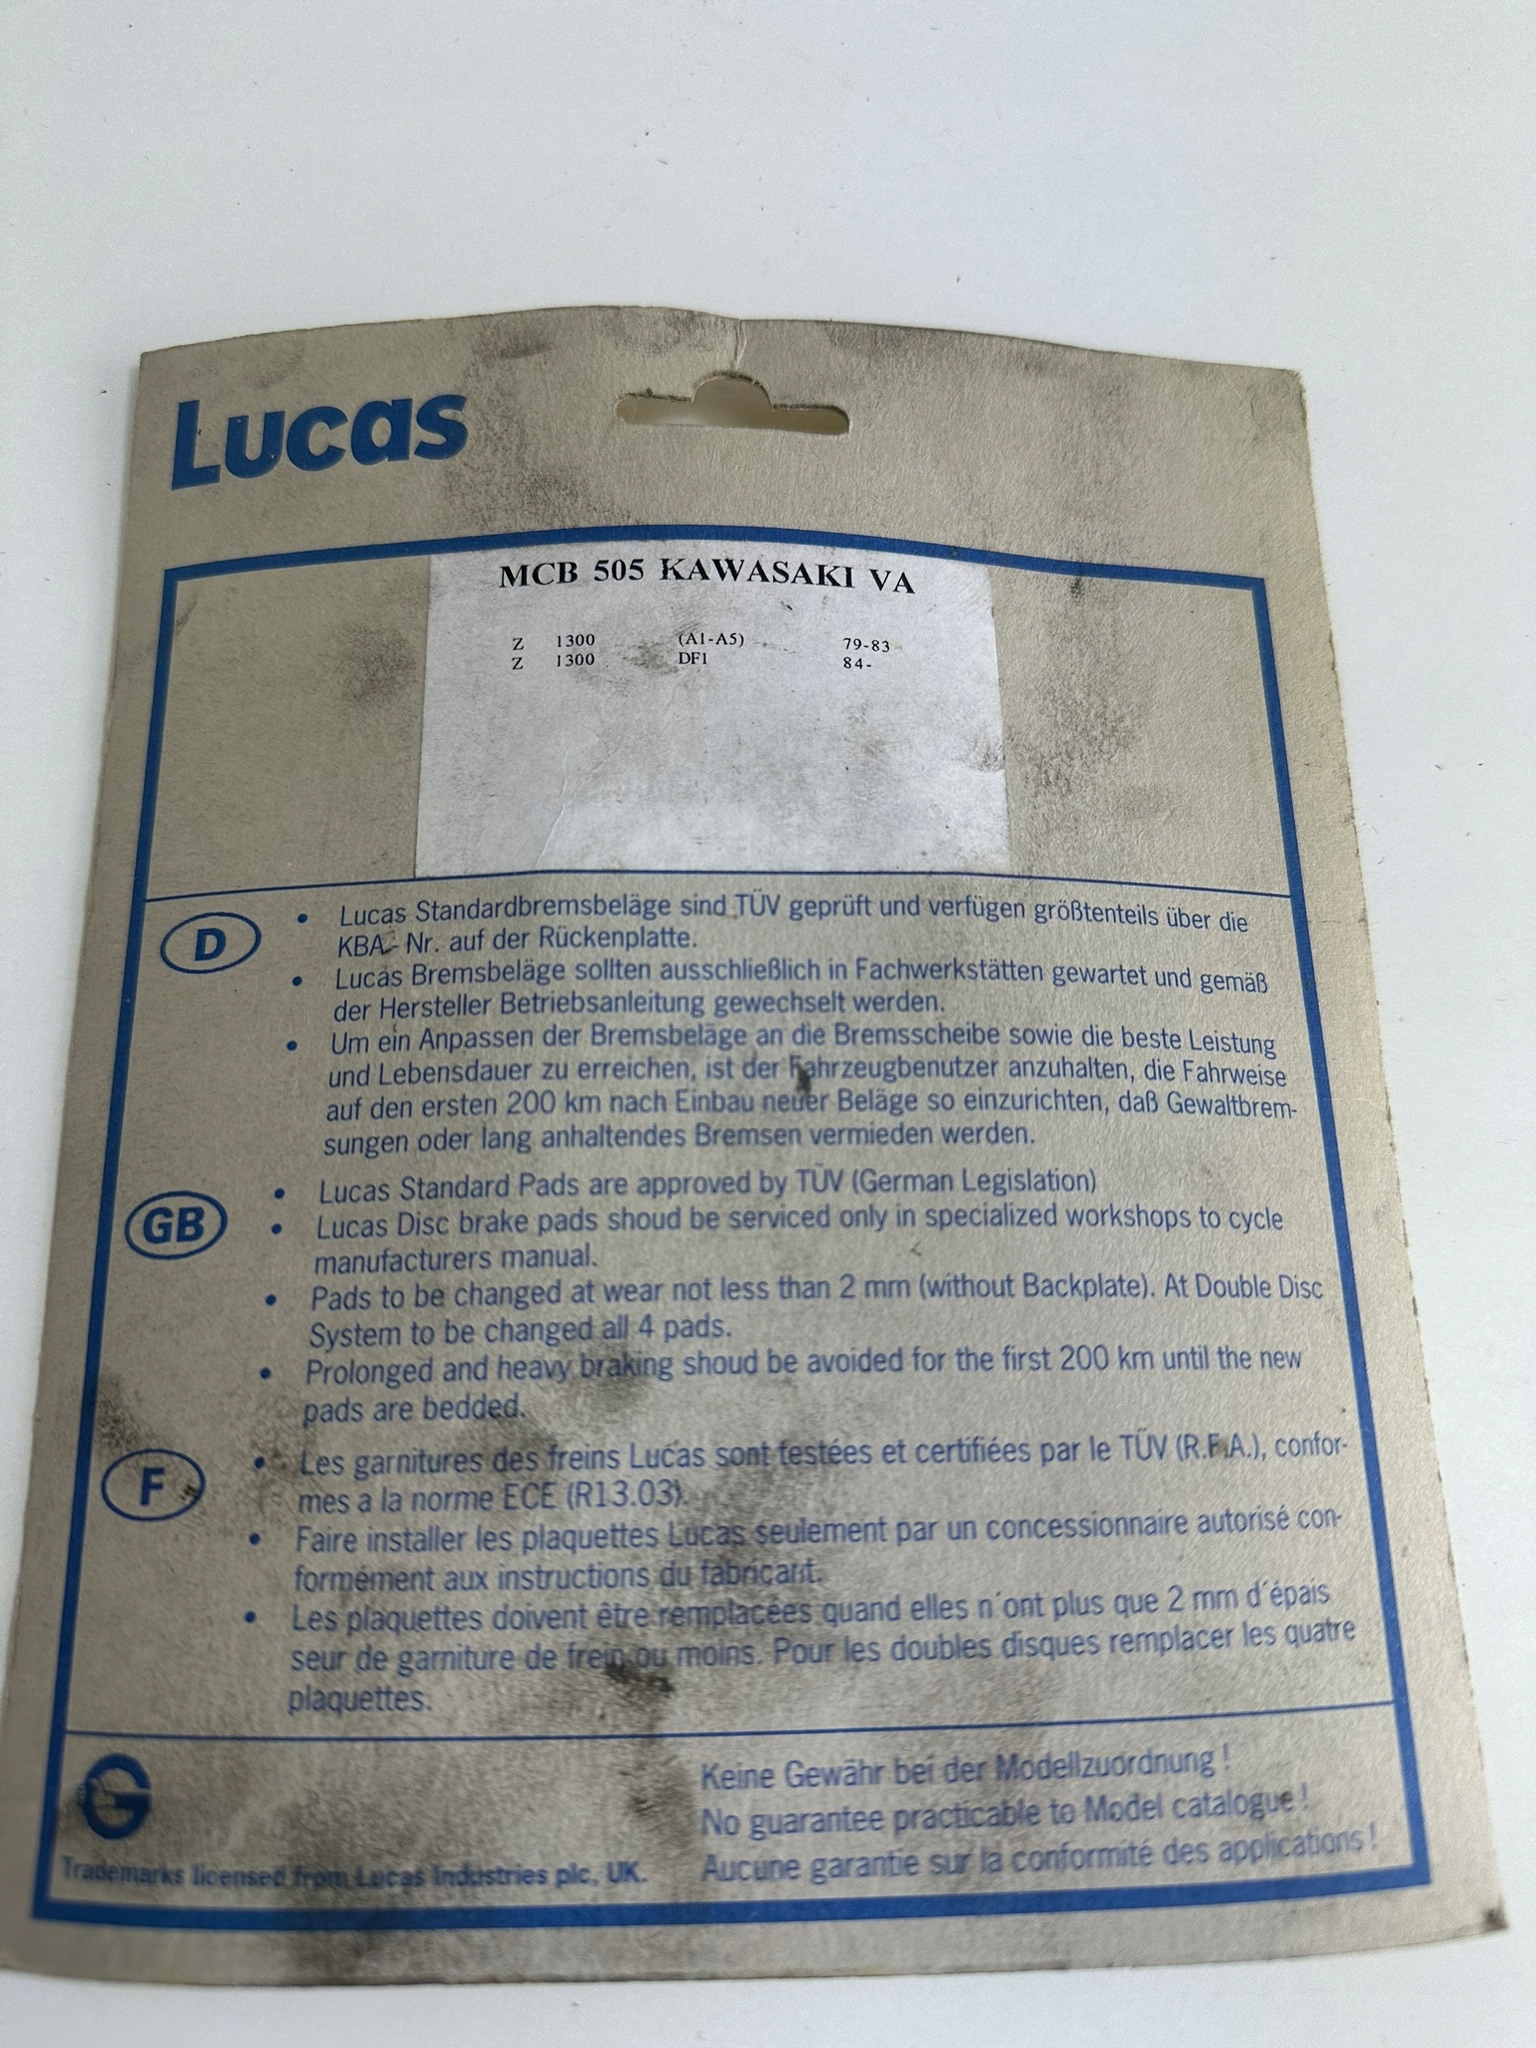 Lucas
MCB 505 KAWASAKI VA
Z 1300 (A1-A5) 79-83
Z 1300 DF1 84-
D
• Lucas Standardbremsbeläge sind TÜV geprüft und verfügen größtenteils über die
KBA.- Nr. auf der Rückenplatte.
• Lucas Bremsbeläge sollten ausschließlich in Fachwerkstätten gewartet und gemäß
der Hersteller Betriebsanleitung gewechselt werden.
• Um ein Anpassen der Bremsbeläge an die Bremsscheibe sowie die beste Leistung
und Lebensdauer zu erreichen, ist der Fahrzeugbenutzer anzuhalten, die Fahrweise
auf den ersten 200 km nach Einbau neuer Beläge so einzurichten, daß Gewaltbrem-
sungen oder lang anhaltendes Bremsen vermieden werden.
GB
• Lucas Standard Pads are approved by TÜV (German Legislation)
• Lucas Disc brake pads shoud be serviced only in specialized workshops to cycle
manufacturers manual.
• Pads to be changed at wear not less than 2 mm (without Backplate). At Double Disc
System to be changed all 4 pads.
• Prolonged and heavy braking shoud be avoided for the first 200 km until the new
pads are bedded.
F
• Les garnitures des freins Lucas sont testées et certifiées par le TÜV (R.F.A.), confor-
mes a la norme ECE (R13.03).
• Faire installer les plaquettes Lucas seulement par un concessionnaire autorisé con-
formément aux instructions du fabricant.
• Les plaquettes doivent être remplacées quand elles n´ont plus que 2 mm d´épais
seur de garniture de frein ou moins. Pour les doubles disques remplacer les quatre
plaquettes.
Keine Gewähr bei der Modellzuordnung !
No guarantee practicable to Model catalogue !
Aucune garantie sur la conformité des applications !
Trademarks licensed from Lucas Industries plc, UK.